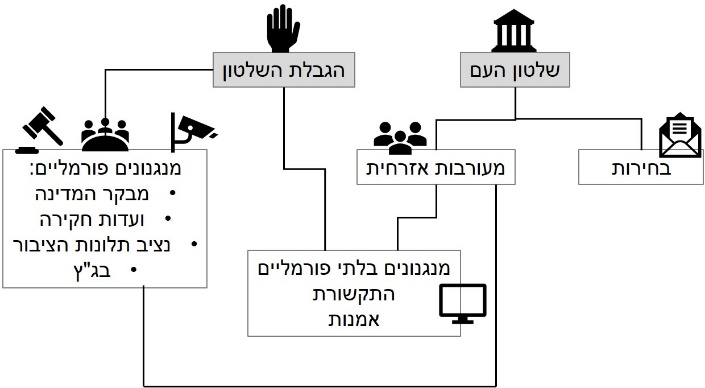 שלטון העם
הגבלת השלטון
בחירות
מעורבות אזרחית
מנגנונים פורמליים:
• מבקר המדינה
• ועדות חקירה
• נציב תלונות הציבור
• בג"ץ
מנגנונים בלתי פורמליים
התקשורת
אמנות